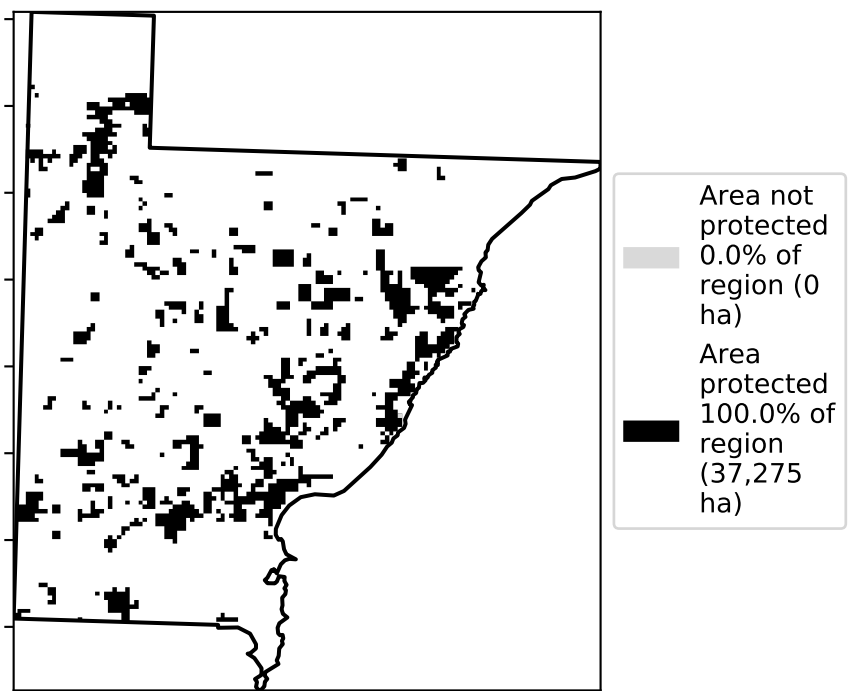 Area not
protected
0.0% of
region (0
ha)
Area
protected
100.0% of
region
(37,275
ha)